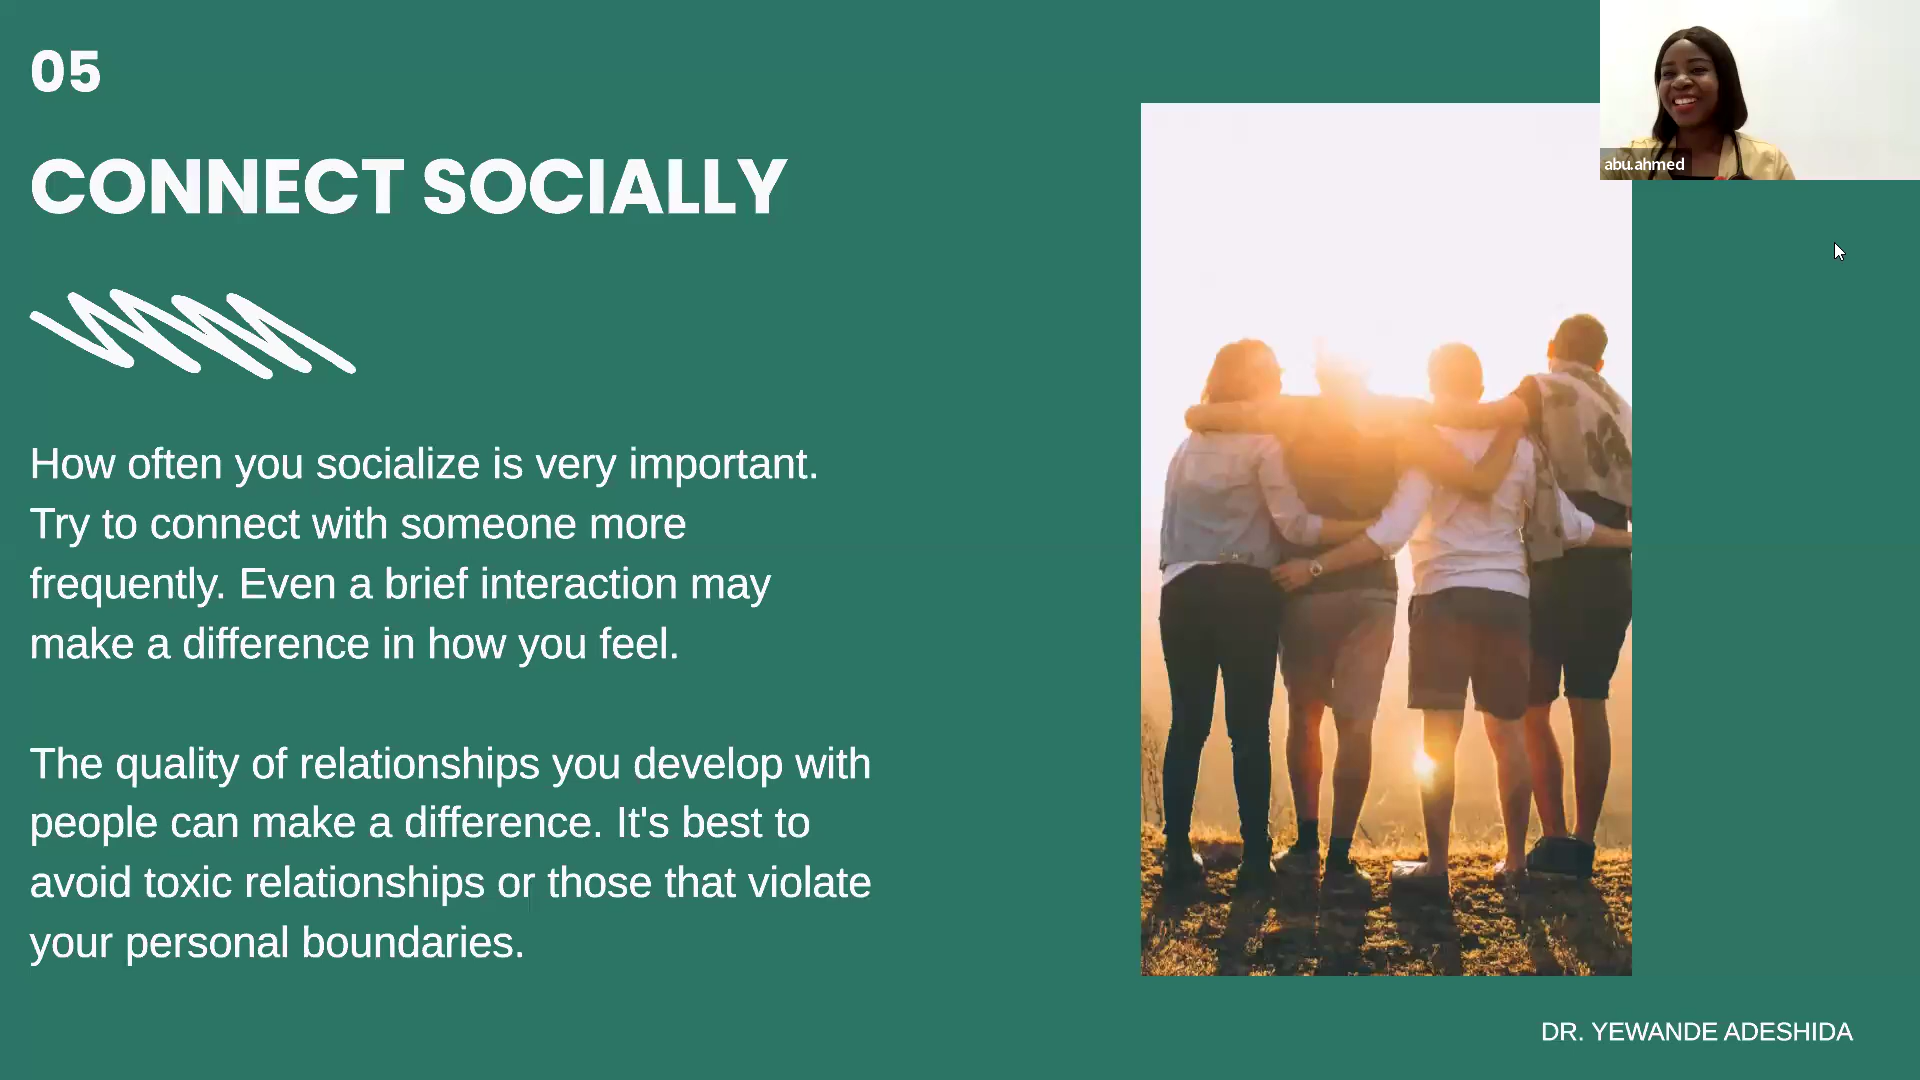 05
CONNECT SOCIALLY
abu.ahmed
How often you socialize is very important.
Try to connect with someone more
frequently. Even a brief interaction may
make a difference in how you feel.
The quality of relationships you develop with
people can make a difference. It's best to
avoid toxic relationships or those that violate
your personal boundaries.
DR. YEWANDE ADESHIDA